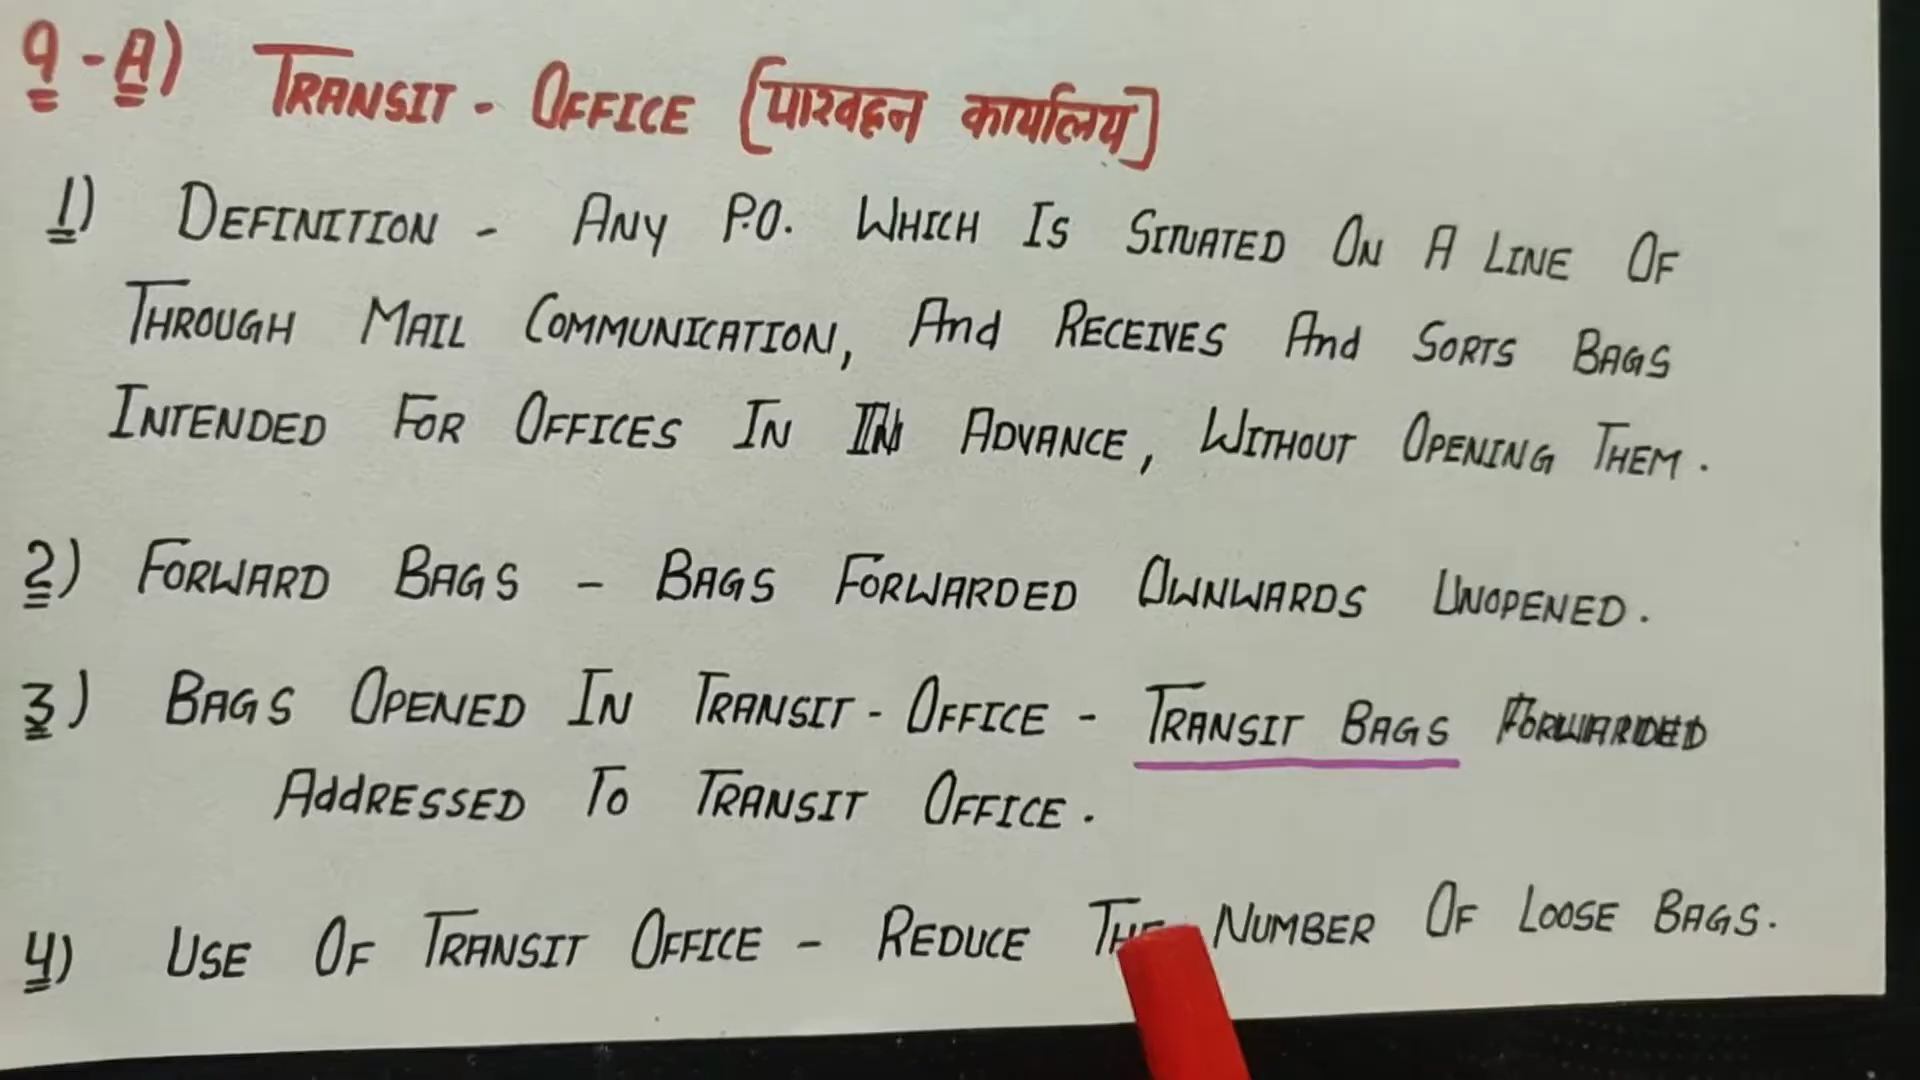 9-A) TRANSIT - OFFICE [पारवहन कार्यालय]
1) DEFINITION - ANY P.O. WHICH IS SITUATED ON A LINE OF
THROUGH MAIL COMMUNICATION, And RECEIVES And SORTS BAGS
INTENDED FOR OFFICES IN ADVANCE, WITHOUT OPENING THEM.
2) FORWARD BAGS - BAGS FORWARDED OWNWARDS UNOPENED.
3) BAGS OPENED IN TRANSIT - OFFICE - TRANSIT BAGS FORWARDED
AddRESSED TO TRANSIT OFFICE.
4) USE OF TRANSIT OFFICE - REDUCE THE NUMBER OF LOOSE BAGS.